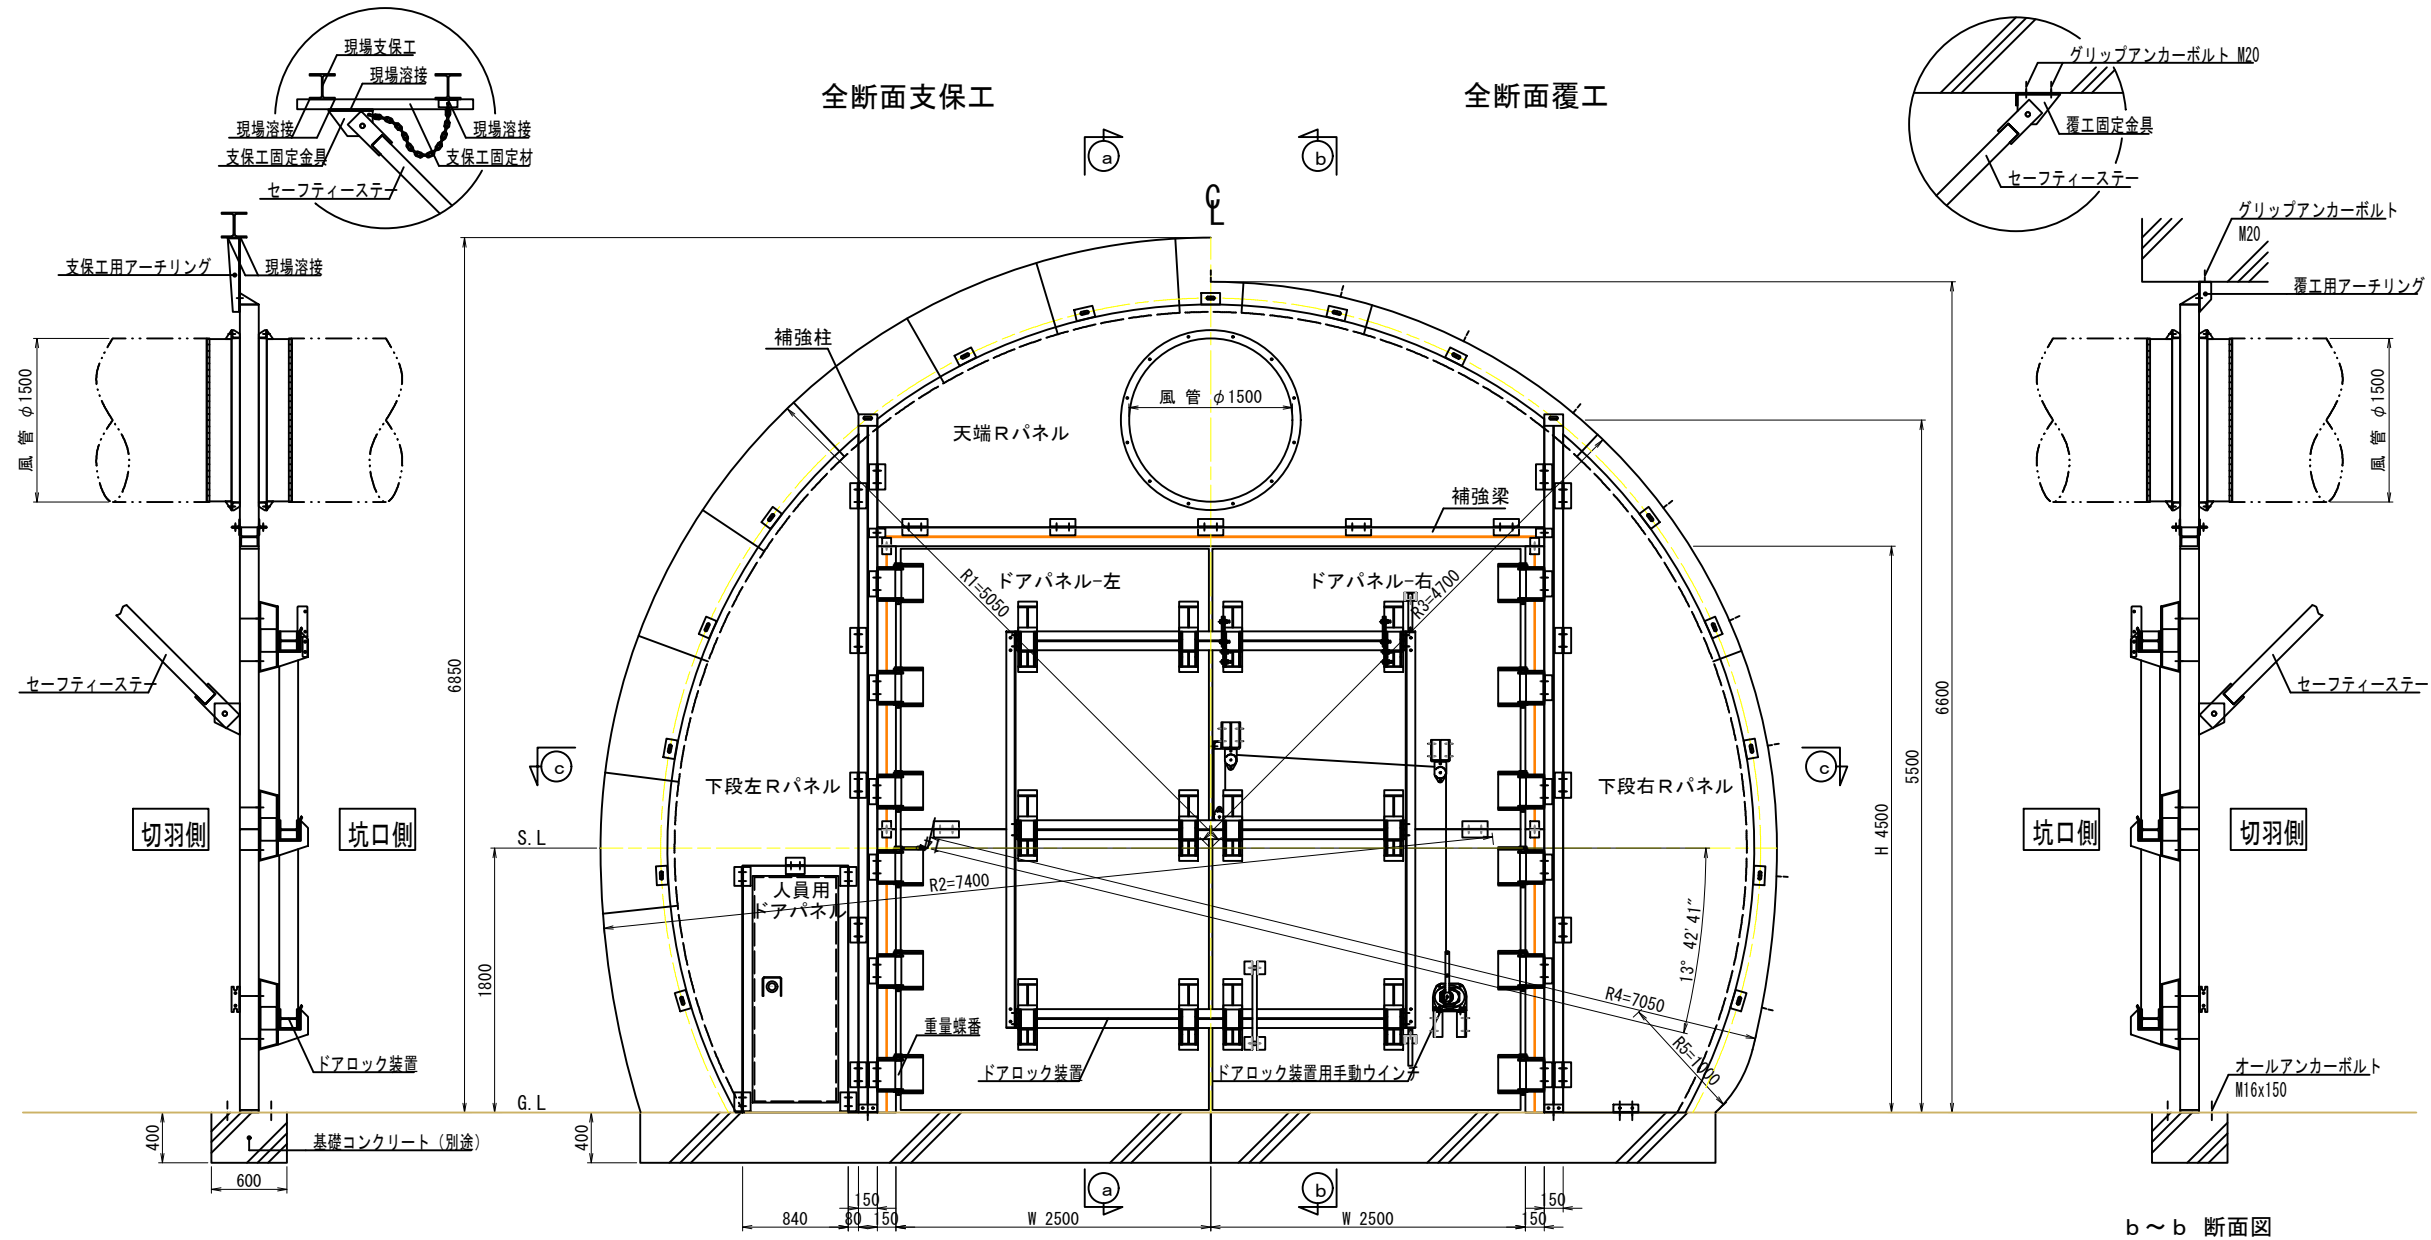 現場支保工
現場溶接
現場溶接
現場溶接
支保工固定金具
支保工固定材
セーフティーステー
全断面支保工
全断面覆工
グリップアンカーボルト M20
覆工固定金具
セーフティーステー
a
b
C
L
グリップアンカーボルト
M20
支保工用アーチリング
現場溶接
覆工用アーチリング
補強柱
風 管 φ1500
風 管 φ1500
風 管 φ1500
天端Rパネル
補強梁
ドアパネル-左
ドアパネル-右
R1=5050
R3=4700
6850
6600
5500
H 4500
セーフティーステー
セーフティーステー
c
c
下段左Rパネル
下段右Rパネル
切羽側
坑口側
坑口側
切羽側
S.L
R2=7400
人員用
ドアパネル
13° 42′41″
1800
R4=7050
R5=1000
重量蝶番
ドアロック装置
ドアロック装置
ドアロック装置用手動ウインチ
オールアンカーボルト
M16x150
G.L
400
400
基礎コンクリート(別途)
600
a
b
150
150
840
80
150
W 2500
W 2500
150
b～b 断面図